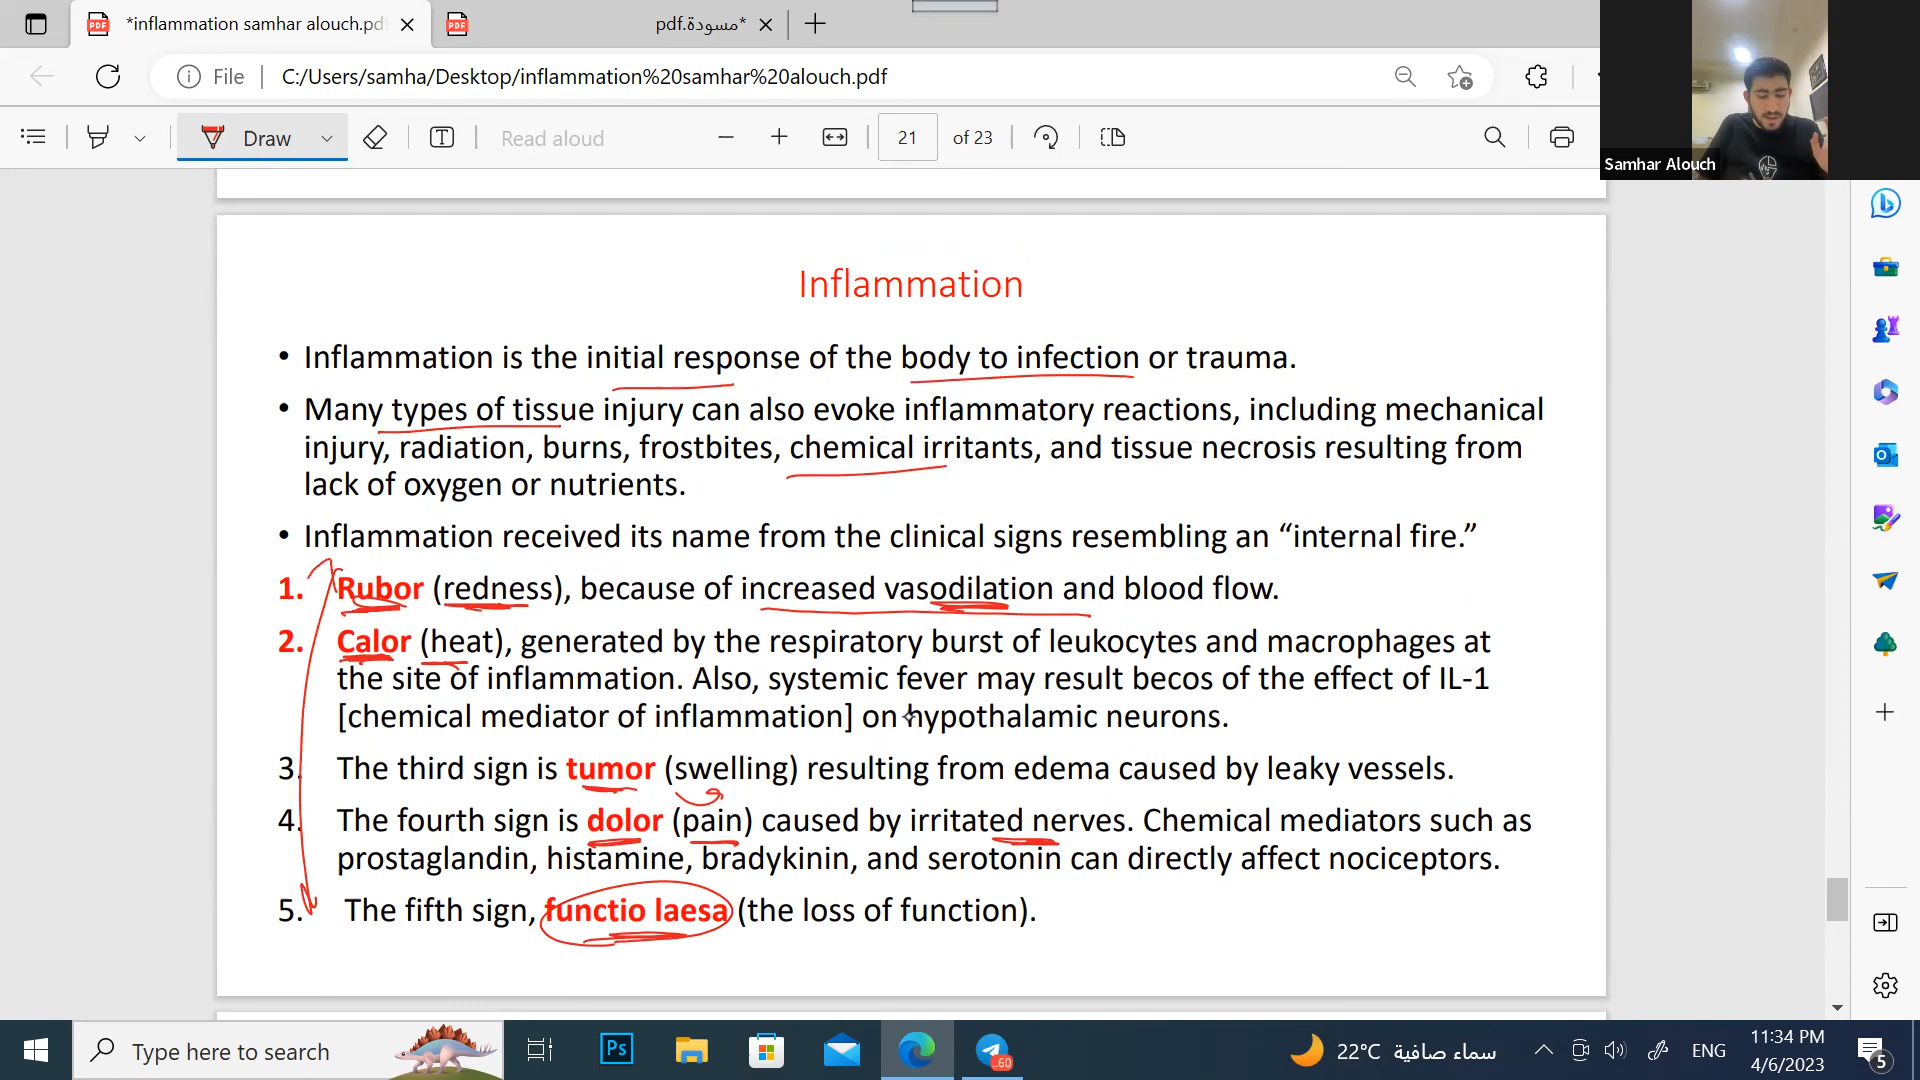 *inflammation samhar alouch.pdf
*مسودة.pdf
File
C:/Users/samha/Desktop/inflammation%20samhar%20alouch.pdf
Draw
Read aloud
21
of 23
Samhar Alouch
Inflammation
• Inflammation is the initial response of the body to infection or trauma.
• Many types of tissue injury can also evoke inflammatory reactions, including mechanical
injury, radiation, burns, frostbites, chemical irritants, and tissue necrosis resulting from
lack of oxygen or nutrients.
• Inflammation received its name from the clinical signs resembling an “internal fire.”
1. Rubor (redness), because of increased vasodilation and blood flow.
2. Calor (heat), generated by the respiratory burst of leukocytes and macrophages at
the site of inflammation. Also, systemic fever may result becos of the effect of IL-1
[chemical mediator of inflammation] on hypothalamic neurons.
3. The third sign is tumor (swelling) resulting from edema caused by leaky vessels.
4. The fourth sign is dolor (pain) caused by irritated nerves. Chemical mediators such as
prostaglandin, histamine, bradykinin, and serotonin can directly affect nociceptors.
5. The fifth sign, functio laesa (the loss of function).
Type here to search
Ps
..60
22°C سماء صافية
ENG
11:34 PM
4/6/2023
5